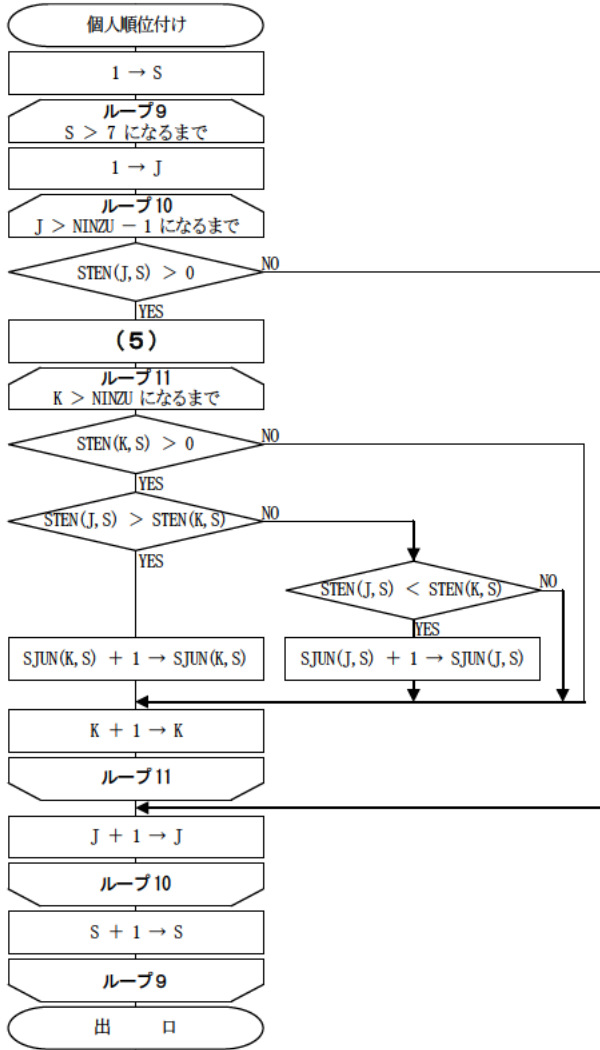 個人順位付け
1 → S
ループ9
S > 7 になるまで
1 → J
ループ10
J > NINZU - 1 になるまで
STEN(J,S) > 0
NO
YES
(5)
ループ11
K > NINZU になるまで
STEN(K,S) > 0
NO
YES
STEN(J,S) > STEN(K,S)
NO
YES
STEN(J,S) < STEN(K,S)
NO
YES
SJUN(K,S) + 1 → SJUN(K,S)
SJUN(J,S) + 1 → SJUN(J,S)
K + 1 → K
ループ11
J + 1 → J
ループ10
S + 1 → S
ループ9
出 口